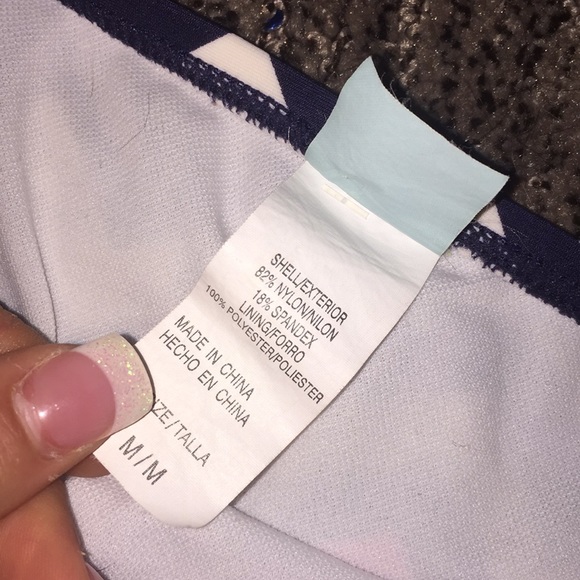 SHELL/EXTERIOR
82% NYLON/NILON
18% SPANDEX
LINING/FORRO
100% POLYESTER/POLIESTER
MADE IN CHINA
HECHO EN CHINA
IZE/TALLA
M/M